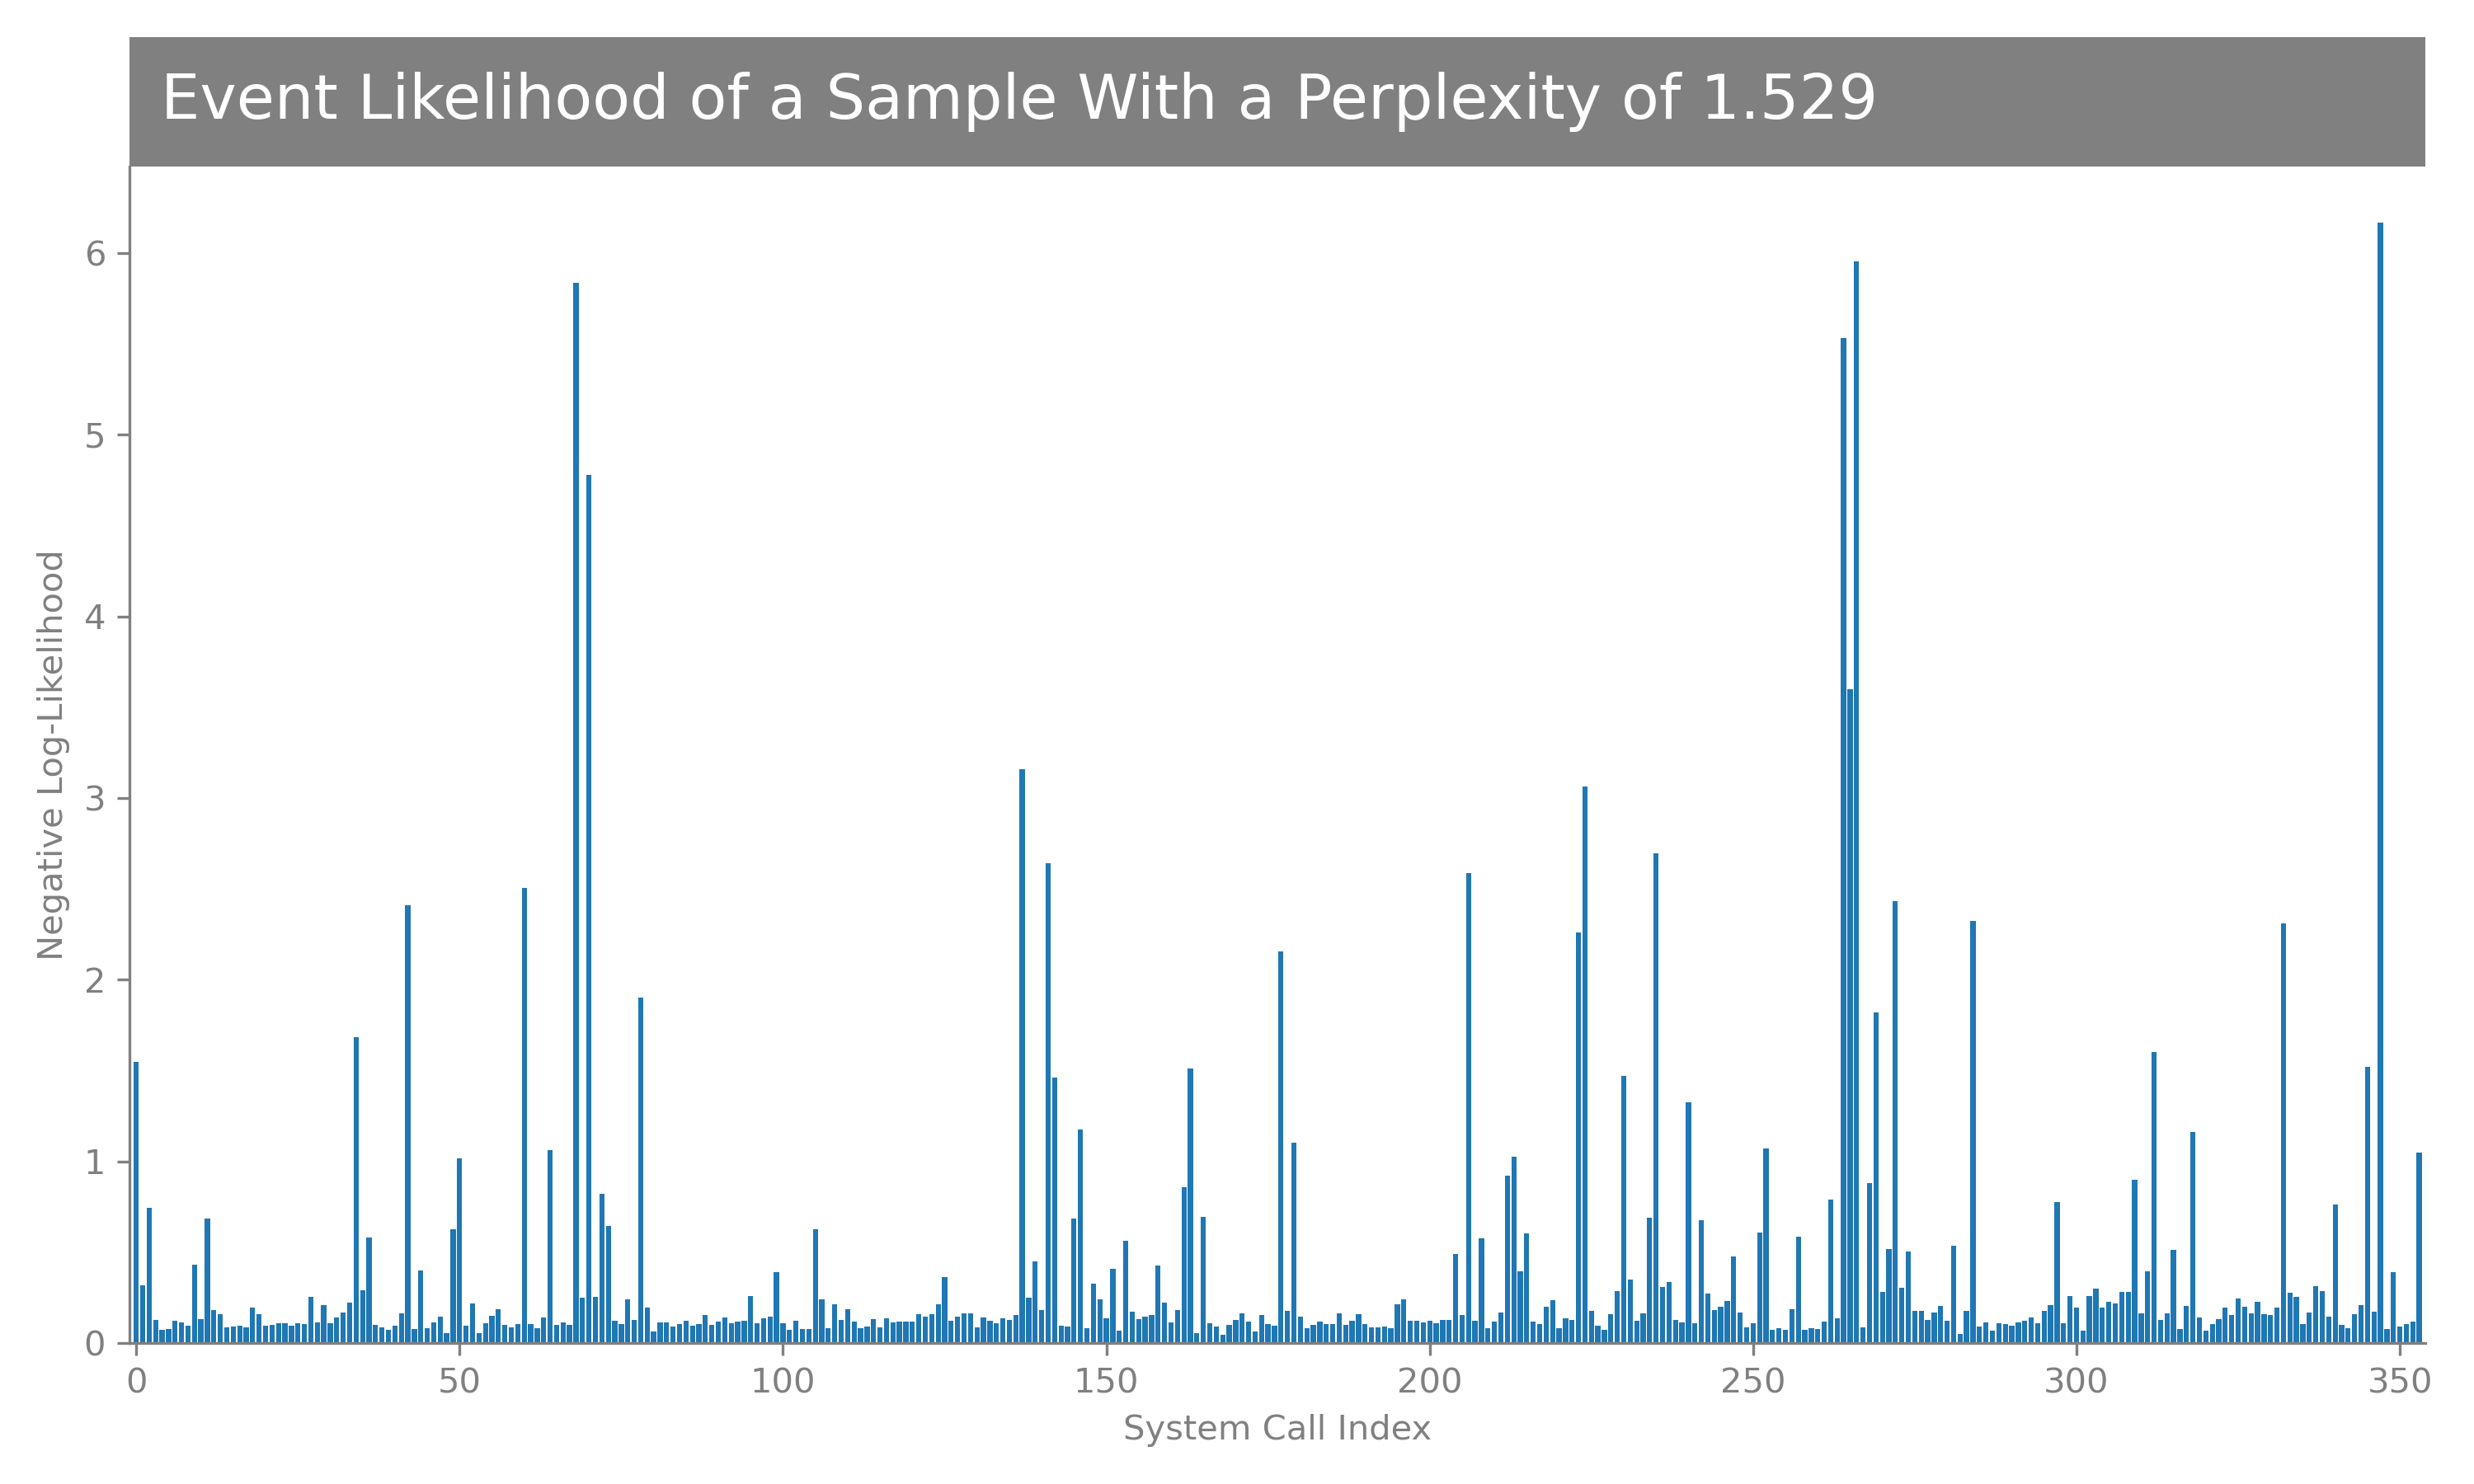 Event Likelihood of a Sample With a Perplexity of 1.529
6
5
4
3
2
1
0
Negative Log-Likelihood
0 50 100 150 200 250 300 350
System Call Index